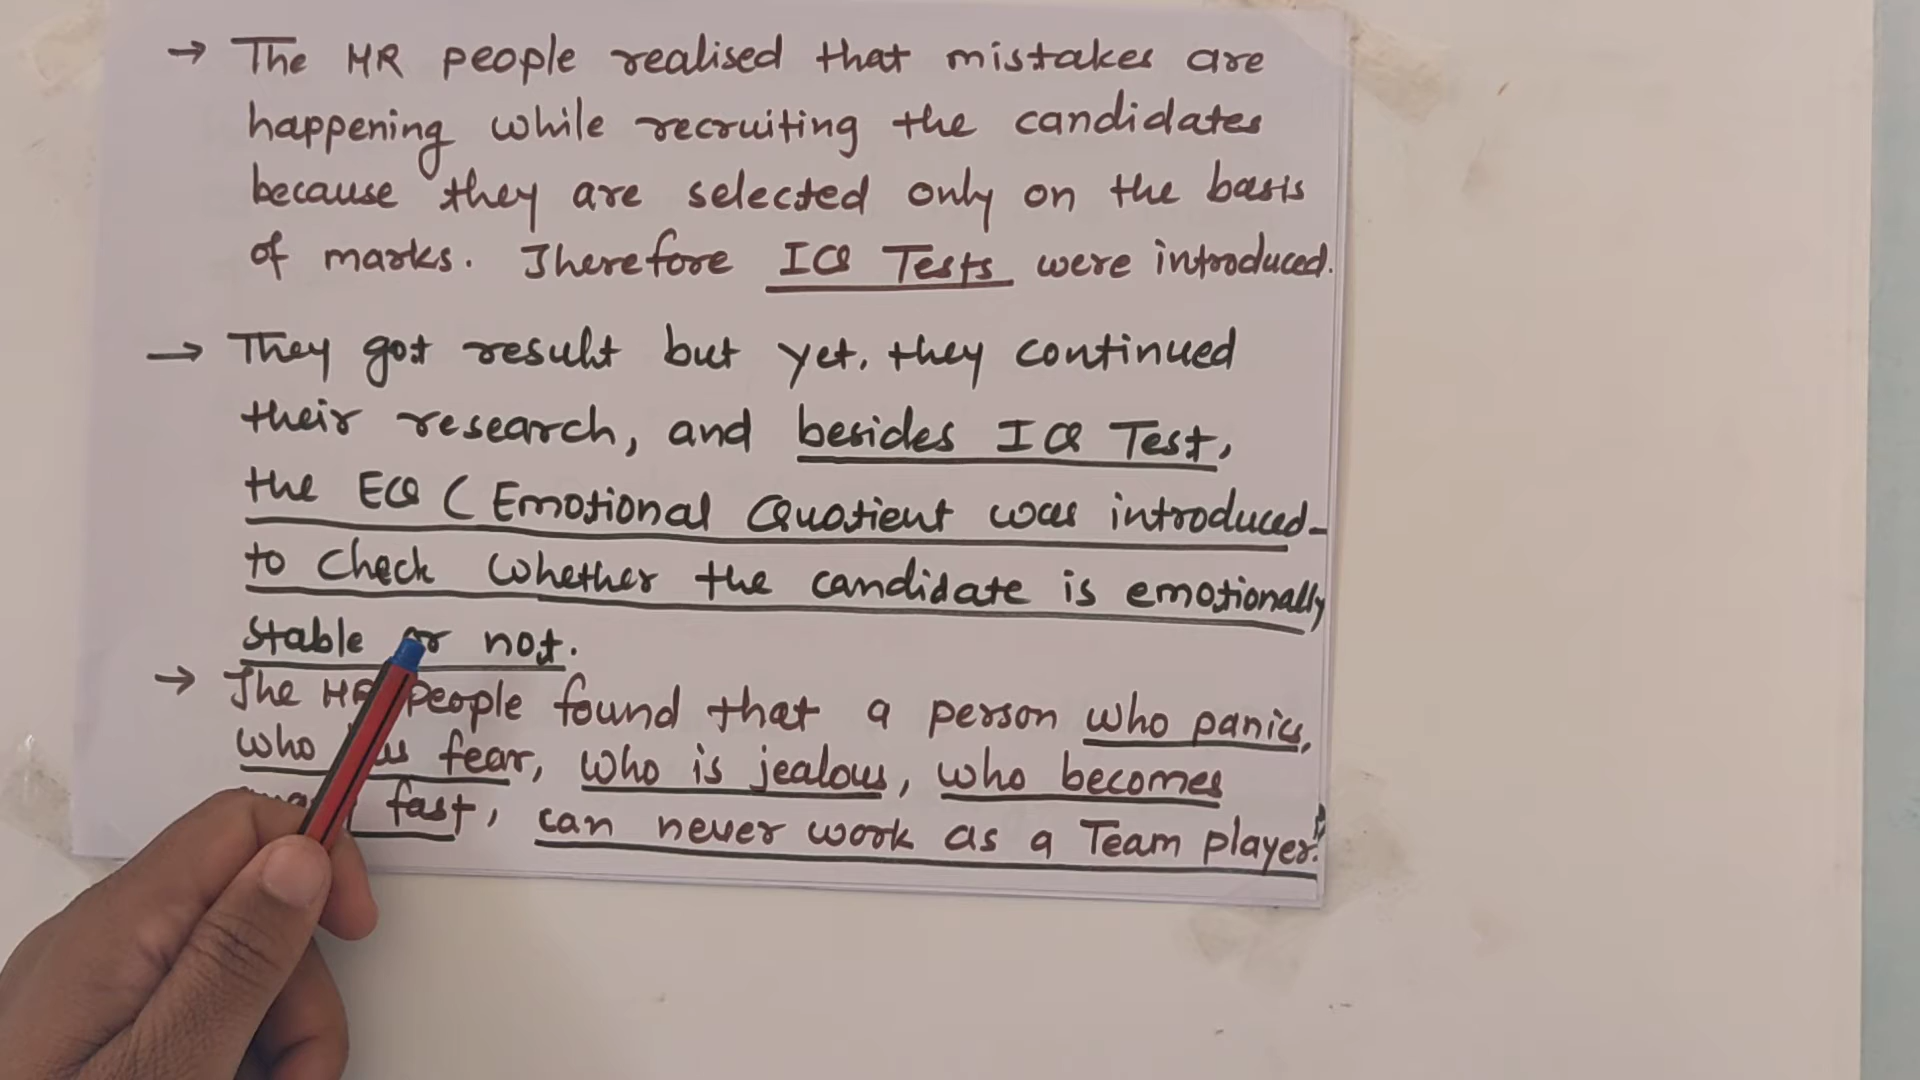 → The HR people realised that mistakes are
happening while recruiting the candidates
because they are selected only on the basis
of marks. Therefore IQ Tests were introduced.
→ They got result but yet, they continued
their research, and besides IQ Test,
the EQ (Emotional Quotient was introduced-
to check whether the candidate is emotionally
stable or not.
→ The HR people found that a person who panics,
who fear, who is jealous, who becomes
fast, can never work as a Team player.